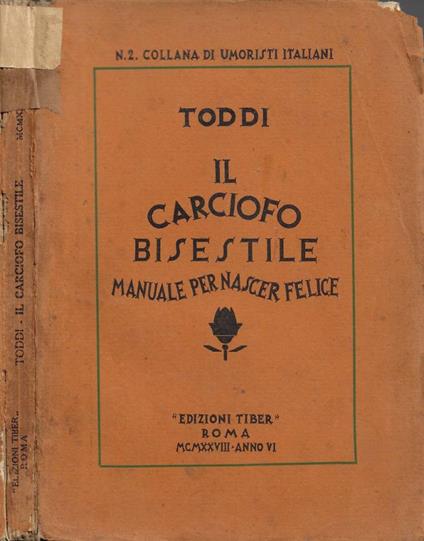 N.2. COLLANA DI UMORISTI ITALIANI
TODDI
IL
CARCIOFO
BISESTILE
MANUALE PER NASCER FELICE
"EDIZIONI TIBER"
ROMA
MCMXXVIII · ANNO VI
"EDIZIONI TIBER"
ROMA
TODDI - IL CARCIOFO BISESTILE